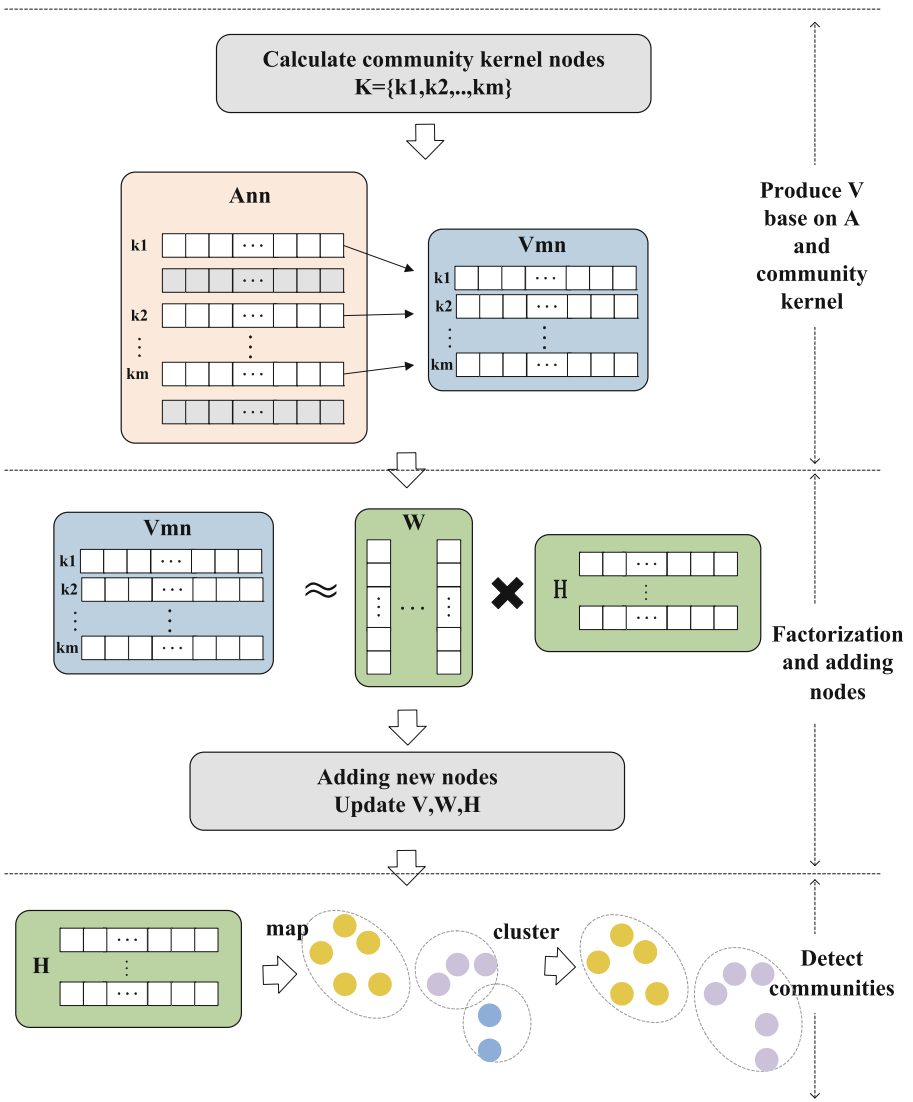 Calculate community kernel nodes
K={k1,k2,..,km}
Ann
k1
...
k2
...
km
...
Vmn
k1
...
k2
...
km
...
Produce V
base on A
and
community
kernel
Vmn
k1
...
k2
...
km
...
≈
W
...
✖
H
...
...
Factorization
and adding
nodes
Adding new nodes
Update V,W,H
H
...
...
map
cluster
Detect
communities